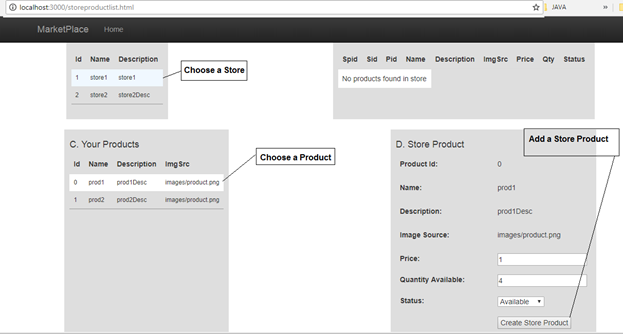 localhost:3000/storeproductlist.html
JAVA
»
MarketPlace Home
Id Name Description
1 store1 store1
2 store2 store2Desc
Choose a Store
Spid Sid Pid Name Description ImgSrc Price Qty Status
No products found in store
C. Your Products
Id Name Description ImgSrc
0 prod1 prod1Desc images/product.png
1 prod2 prod2Desc images/product.png
Choose a Product
D. Store Product
Add a Store Product
Product Id: 0
Name: prod1
Description: prod1Desc
Image Source: images/product.png
Price: 1
Quantity Available: 4
Status: Available
Create Store Product